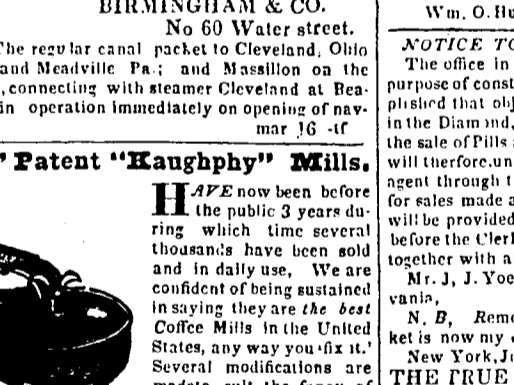 BIRMINGHAM & CO.
No 60 Water street.
The regular canal packet to Cleveland, Ohio
and Meadville Pa.; and Massillon on the
, connecting with steamer Cleveland at Bea-
in operation immediately on opening of nav-
mar 16 -tf
Patent "Kaughphy" Mills.
HAVE now been before
the public 3 years du-
ring which time several
thousands have been sold
and in daily use, We are
confident of being sustained
in saying they are the best
Coffee Mills in the United
States, any way you 'fix it.'
Several modifications are
Wm. O. Hu
NOTICE TO
The office in
purpose of const
plished that obj
in the Diamond,
the sale of Pills
will therfore,un
agent through t
for sales made a
will be provided
before the Cler
together with a
Mr. J, J. Yoe
vania,
N. B, Reme
ket is now my
New York, Ju
THE TRUE